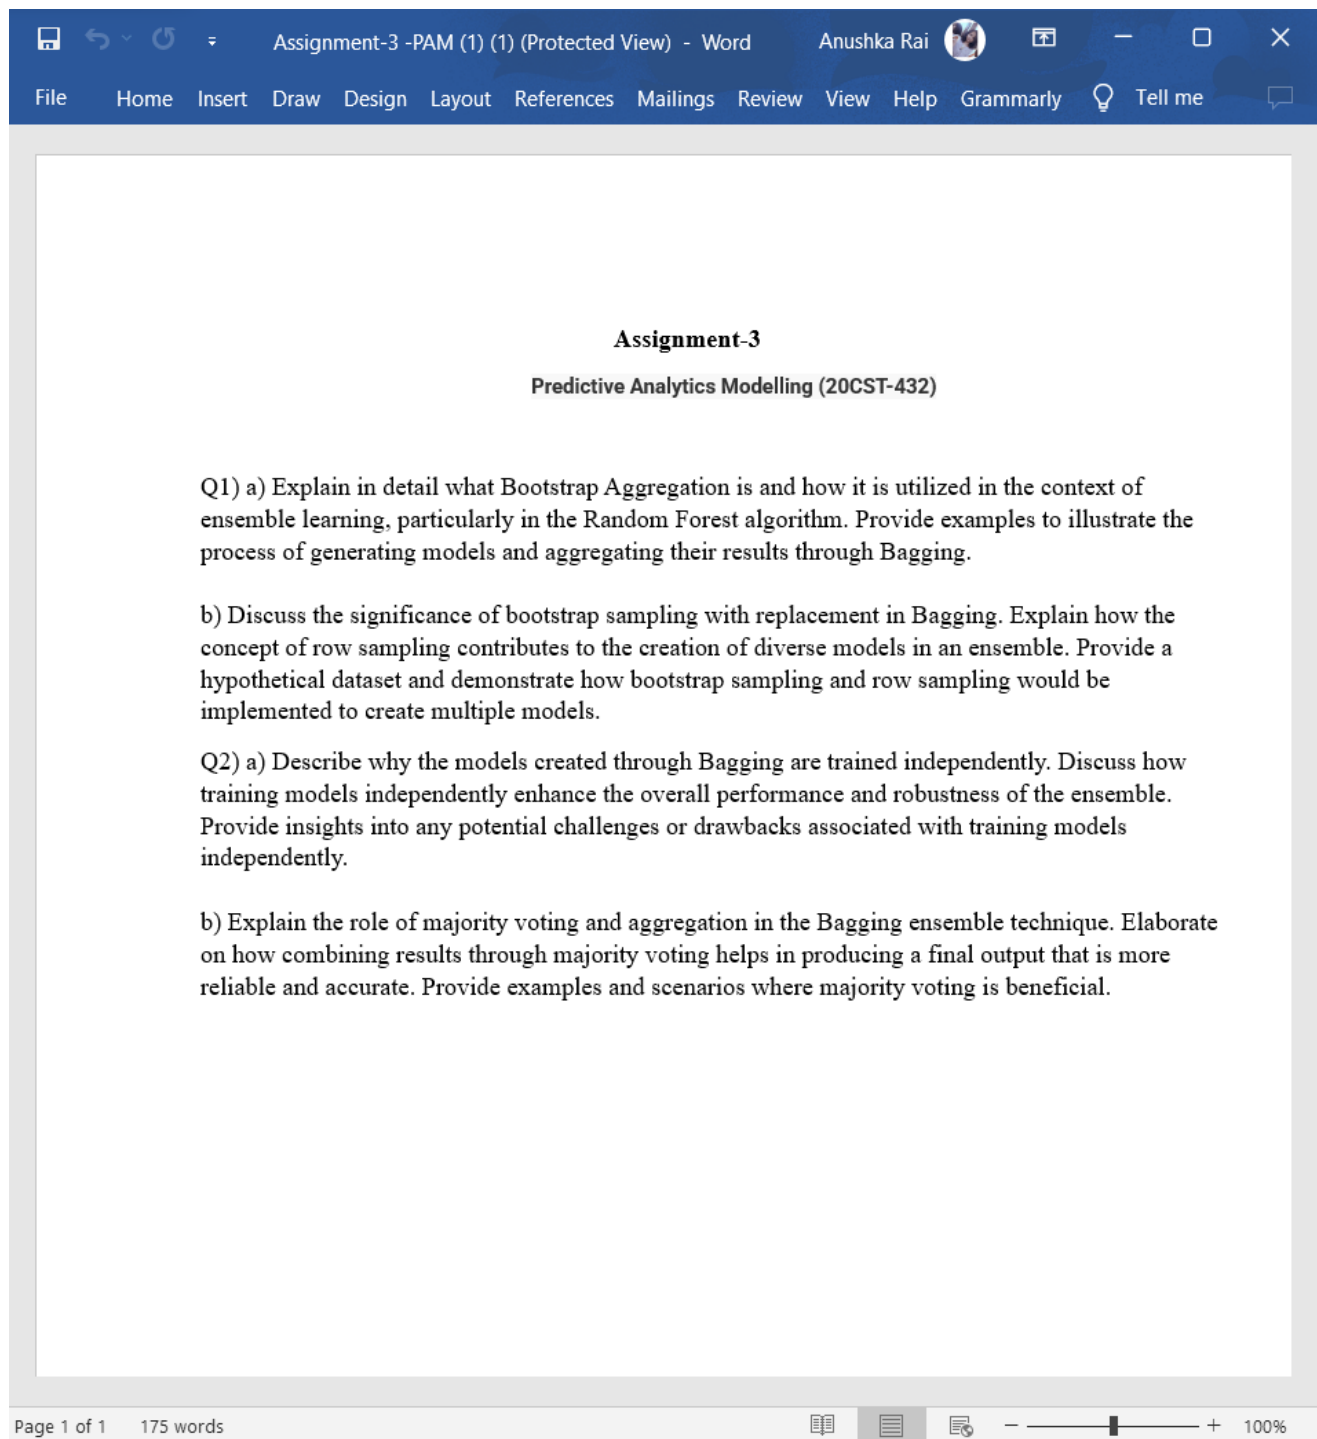 Assignment-3 -PAM (1) (1) (Protected View) - Word Anushka Rai
File Home Insert Draw Design Layout References Mailings Review View Help Grammarly Tell me
Assignment-3
Predictive Analytics Modelling (20CST-432)
Q1) a) Explain in detail what Bootstrap Aggregation is and how it is utilized in the context of
ensemble learning, particularly in the Random Forest algorithm. Provide examples to illustrate the
process of generating models and aggregating their results through Bagging.
b) Discuss the significance of bootstrap sampling with replacement in Bagging. Explain how the
concept of row sampling contributes to the creation of diverse models in an ensemble. Provide a
hypothetical dataset and demonstrate how bootstrap sampling and row sampling would be
implemented to create multiple models.
Q2) a) Describe why the models created through Bagging are trained independently. Discuss how
training models independently enhance the overall performance and robustness of the ensemble.
Provide insights into any potential challenges or drawbacks associated with training models
independently.
b) Explain the role of majority voting and aggregation in the Bagging ensemble technique. Elaborate
on how combining results through majority voting helps in producing a final output that is more
reliable and accurate. Provide examples and scenarios where majority voting is beneficial.
Page 1 of 1 175 words 100%